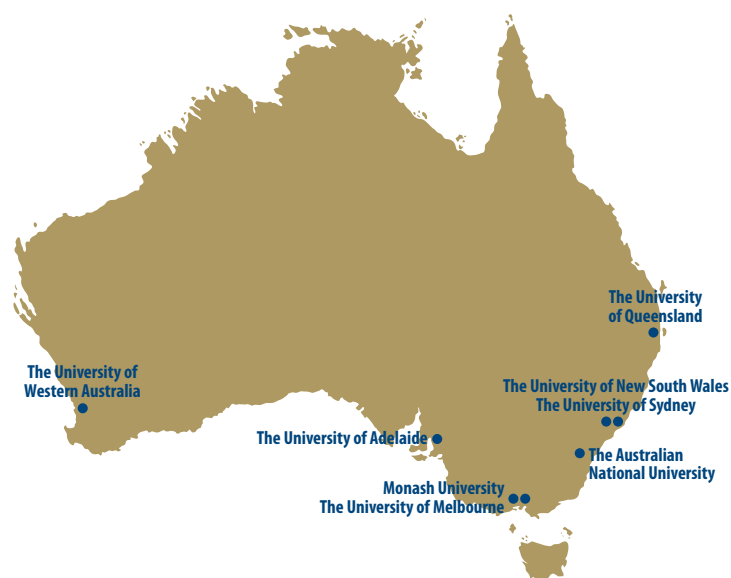 The University
of Queensland
The University of
Western Australia
The University of New South Wales
The University of Sydney
The University of Adelaide
The Australian
National University
Monash University
The University of Melbourne